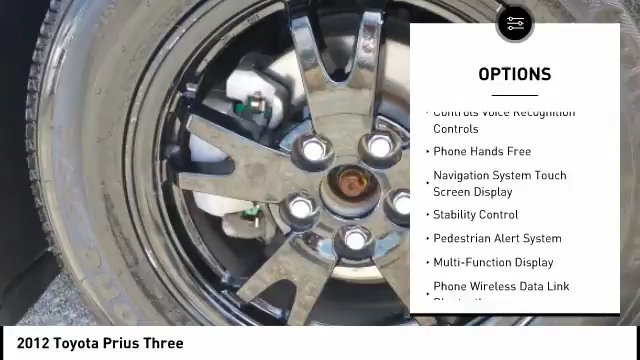 OPTIONS
Controls Voice Recognition
Controls
Phone Hands Free
Navigation System Touch
Screen Display
Stability Control
Pedestrian Alert System
Multi-Function Display
Phone Wireless Data Link
2012 Toyota Prius Three